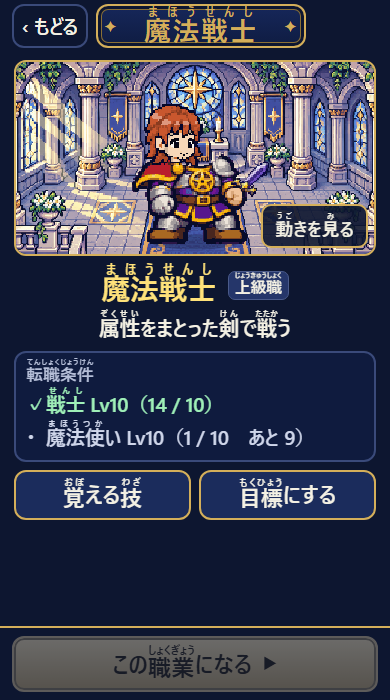 ‹ もどる
まほうせんし
魔法戦士
うご み
動きを見る
まほうせんし
魔法戦士
じょうきゅうしょく
上級職
ぞくせい けん たたか
属性をまとった剣で戦う
てんしょくじょうけん
転職条件
せんし
✓戦士 Lv10（14 / 10）
まほうつか
・ 魔法使い Lv10（1 / 10　あと 9）
おぼ わざ
覚える技
もくひょう
目標にする
しょくぎょう
この職業になる ▶